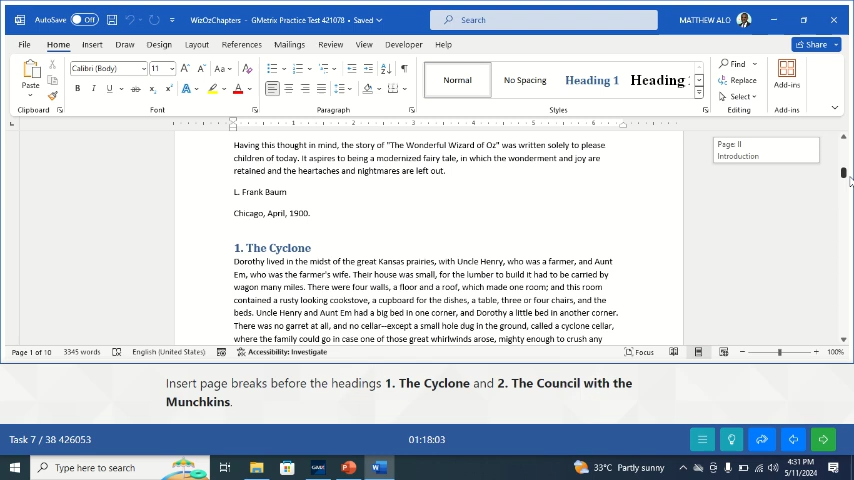 AutoSave Off
WizOzChapters - GMetrix Practice Test 421078 • Saved
Search
MATTHEW ALO
File Home Insert Draw Design Layout References Mailings Review View Developer Help
Share
Calibri (Body) 11 A A Aa A
Paste
B I U ab x₂ x² A A
Normal
No Spacing
Heading 1
Heading
Find
Replace
Select
Add-ins
Clipboard Font Paragraph Styles Editing Add-ins
1 2 3 4 5 6
Having this thought in mind, the story of "The Wonderful Wizard of Oz" was written solely to please
children of today. It aspires to being a modernized fairy tale, in which the wonderment and joy are
retained and the heartaches and nightmares are left out.
Page: II
Introduction
L. Frank Baum
Chicago, April, 1900.
1. The Cyclone
Dorothy lived in the midst of the great Kansas prairies, with Uncle Henry, who was a farmer, and Aunt
Em, who was the farmer's wife. Their house was small, for the lumber to build it had to be carried by
wagon many miles. There were four walls, a floor and a roof, which made one room; and this room
contained a rusty looking cookstove, a cupboard for the dishes, a table, three or four chairs, and the
beds. Uncle Henry and Aunt Em had a big bed in one corner, and Dorothy a little bed in another corner.
There was no garret at all, and no cellar--except a small hole dug in the ground, called a cyclone cellar,
where the family could go in case one of those great whirlwinds arose, mighty enough to crush any
Page 1 of 10 3345 words English (United States) Accessibility: Investigate Focus 100%
Insert page breaks before the headings 1. The Cyclone and 2. The Council with the
Munchkins.
Task 7 / 38 426053
01:18:03
Type here to search
GMX
33°C Partly sunny
4:31 PM
5/11/2024